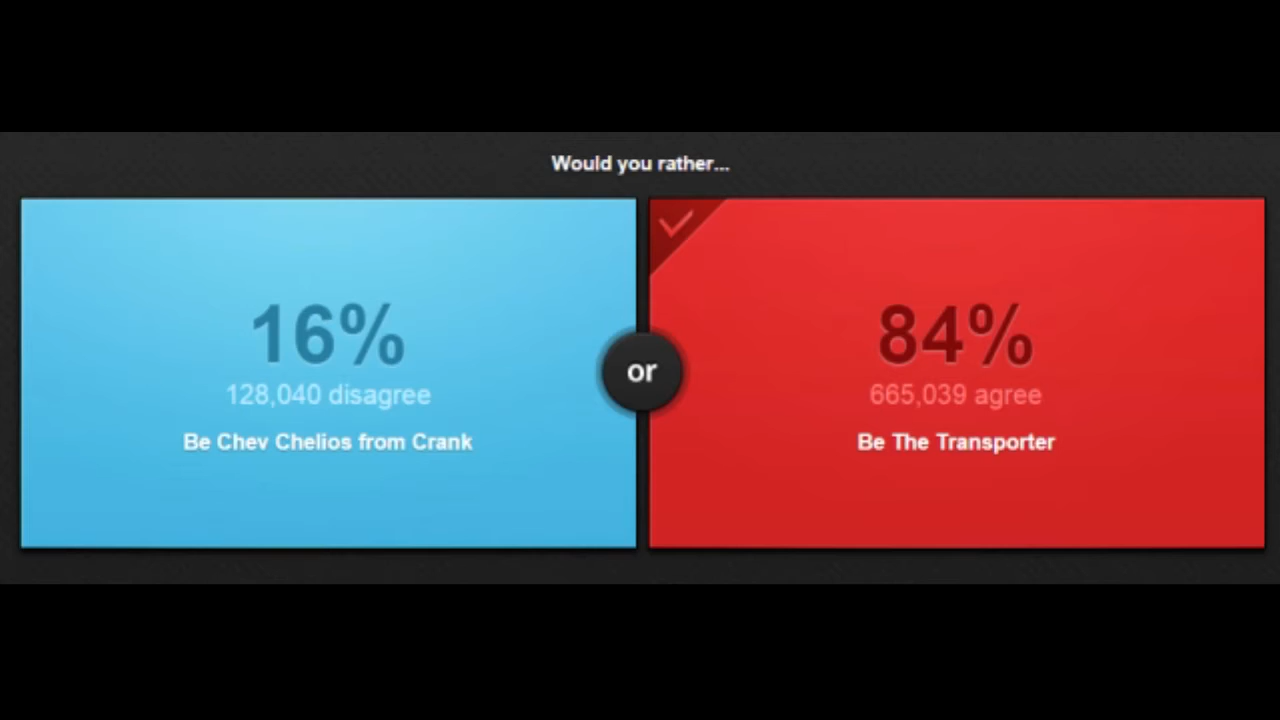 Would you rather...
16%
128,040 disagree
Be Chev Chelios from Crank
or
84%
665,039 agree
Be The Transporter